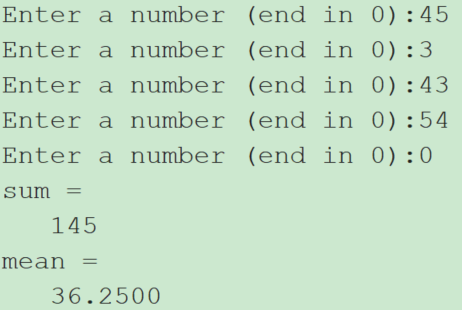 Enter a number (end in 0):45
Enter a number (end in 0):3
Enter a number (end in 0):43
Enter a number (end in 0):54
Enter a number (end in 0):0
sum =
145
mean =
36.2500